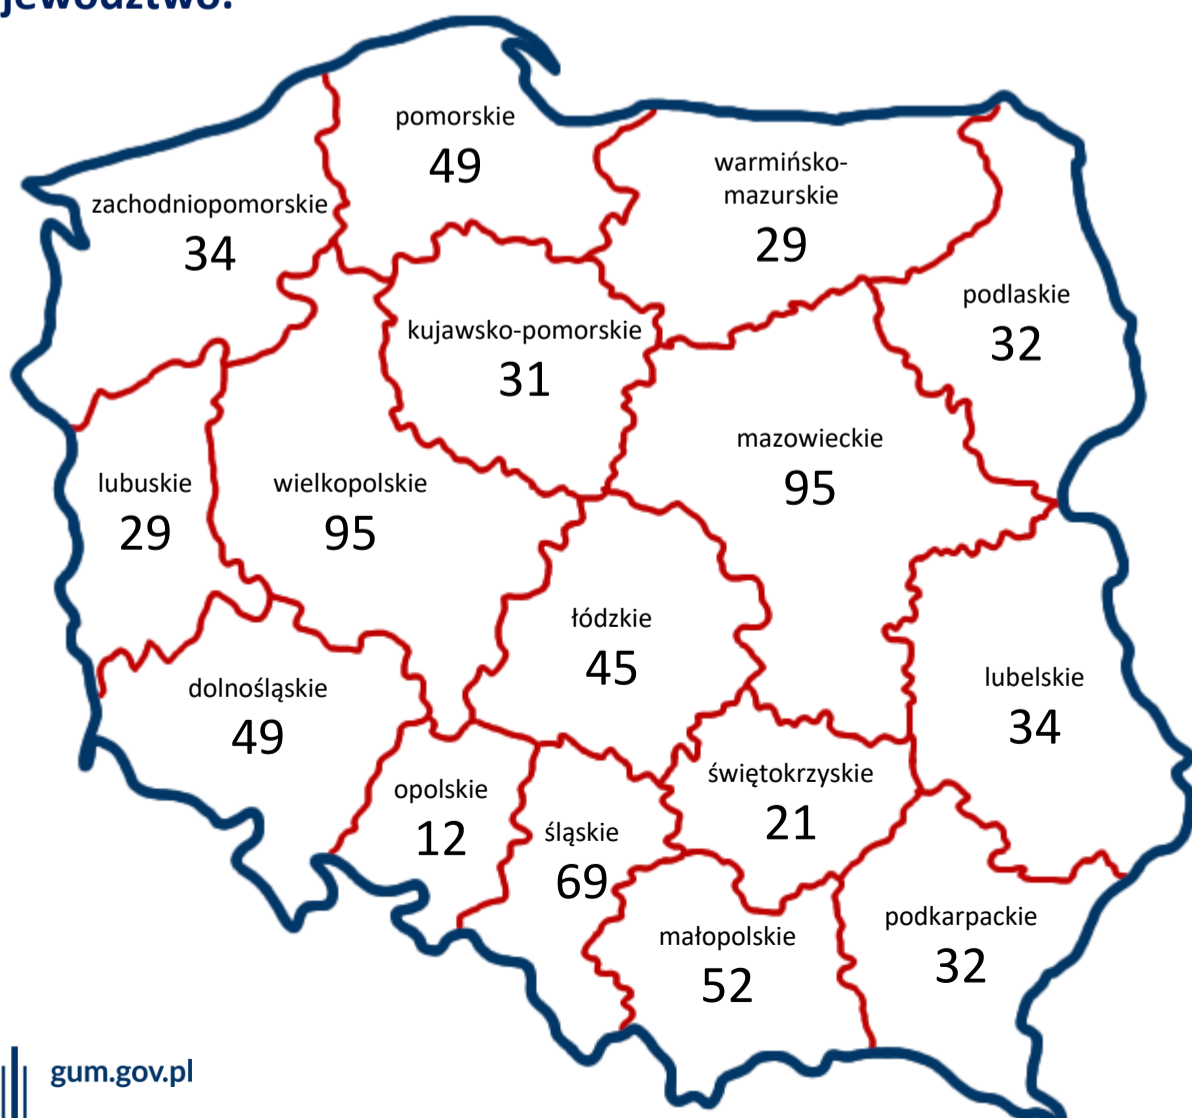 jewództwo:
pomorskie
49
warmińsko-
mazurskie
29
zachodniopomorskie
34
podlaskie
32
kujawsko-pomorskie
31
mazowieckie
95
lubuskie
29
wielkopolskie
95
łódzkie
45
lubelskie
34
dolnośląskie
49
świętokrzyskie
21
opolskie
12
śląskie
69
podkarpackie
32
małopolskie
52
gum.gov.pl